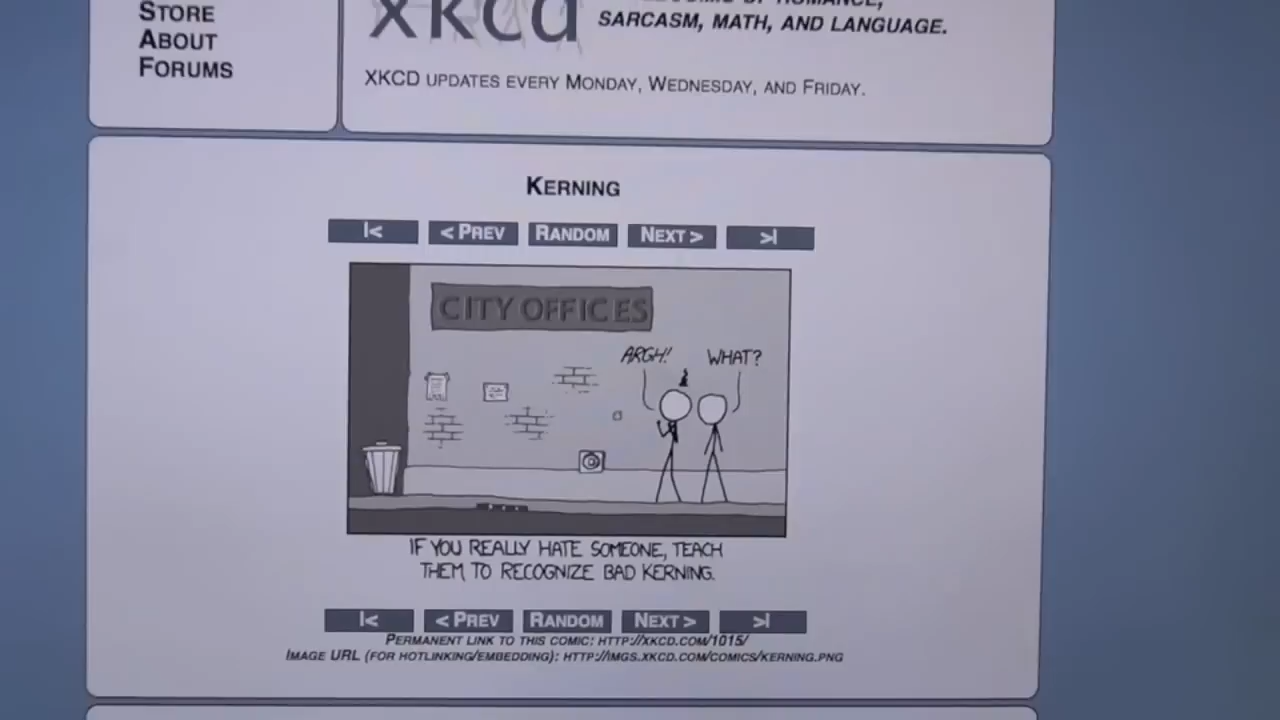 STORE
ABOUT
FORUMS
xkcd
SARCASM, MATH, AND LANGUAGE.
XKCD UPDATES EVERY MONDAY, WEDNESDAY, AND FRIDAY.
KERNING
|< < PREV RANDOM NEXT > >|
CITY OFFICES
ARGH! WHAT?
IF YOU REALLY HATE SOMEONE, TEACH
THEM TO RECOGNIZE BAD KERNING.
|< < PREV RANDOM NEXT > >|
PERMANENT LINK TO THIS COMIC: HTTP://XKCD.COM/1015/
IMAGE URL (FOR HOTLINKING/EMBEDDING): HTTP://IMGS.XKCD.COM/COMICS/KERNING.PNG